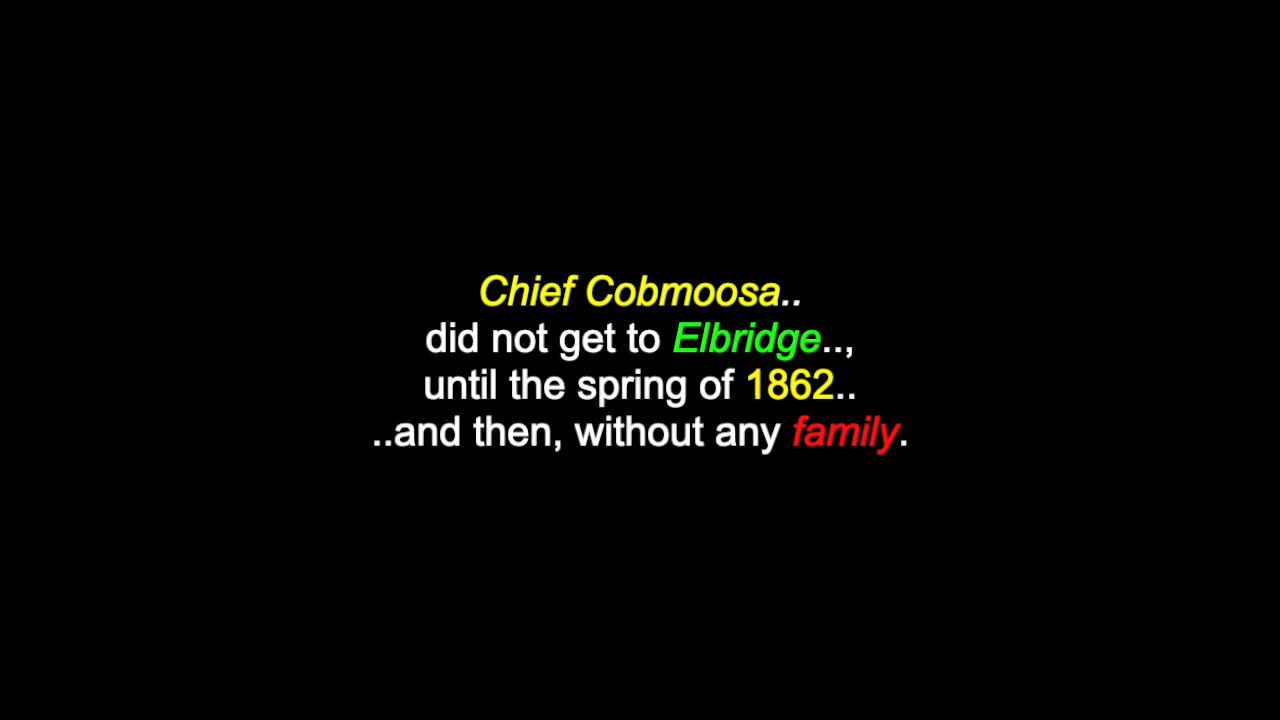 Chief Cobmoosa..
did not get to Elbridge..,
until the spring of 1862..
..and then, without any family.